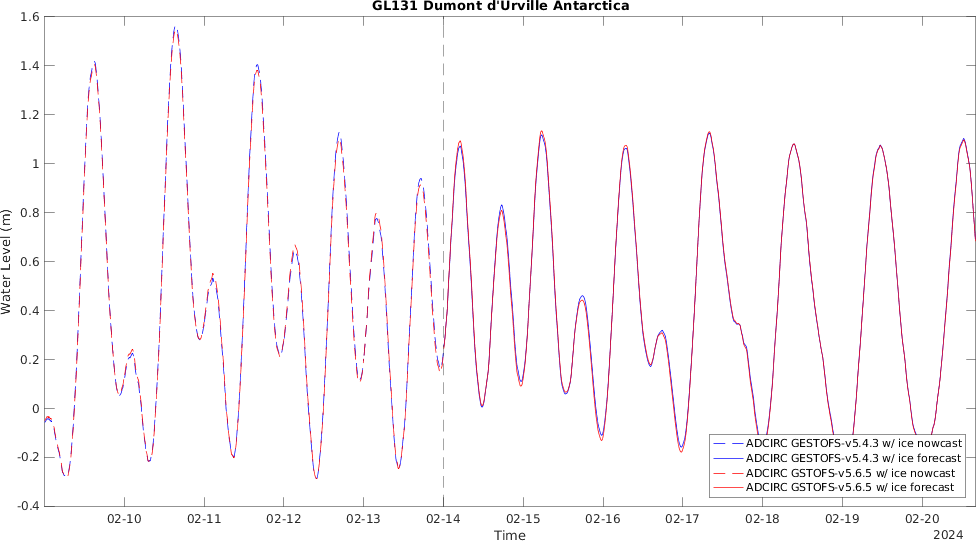 GL131 Dumont d'Urville Antarctica
1.6
1.4
1.2
1
0.8
0.6
0.4
0.2
0
-0.2
-0.4
Water Level (m)
ADCIRC GESTOFS-v5.4.3 w/ ice nowcast
ADCIRC GESTOFS-v5.4.3 w/ ice forecast
ADCIRC GSTOFS-v5.6.5 w/ ice nowcast
ADCIRC GSTOFS-v5.6.5 w/ ice forecast
02-10 02-11 02-12 02-13 02-14 02-15 02-16 02-17 02-18 02-19 02-20
Time
2024